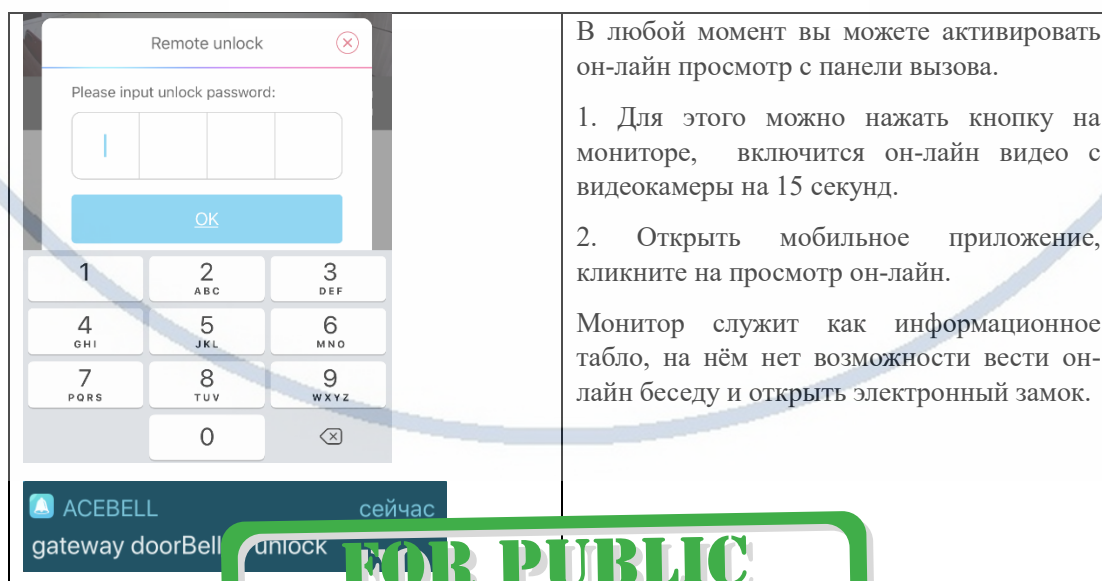 Remote unlock
Please input unlock password:
OK
1
2
ABC
3
DEF
4
GHI
5
JKL
6
MNO
7
PQRS
8
TUV
9
WXYZ
0
ACEBELL сейчас
gateway doorBell unlock
В любой момент вы можете активировать
он-лайн просмотр с панели вызова.
1. Для этого можно нажать кнопку на
мониторе, включится он-лайн видео с
видеокамеры на 15 секунд.
2. Открыть мобильное приложение,
кликните на просмотр он-лайн.
Монитор служит как информационное
табло, на нём нет возможности вести он-
лайн беседу и открыть электронный замок.
FOR PUBLIC